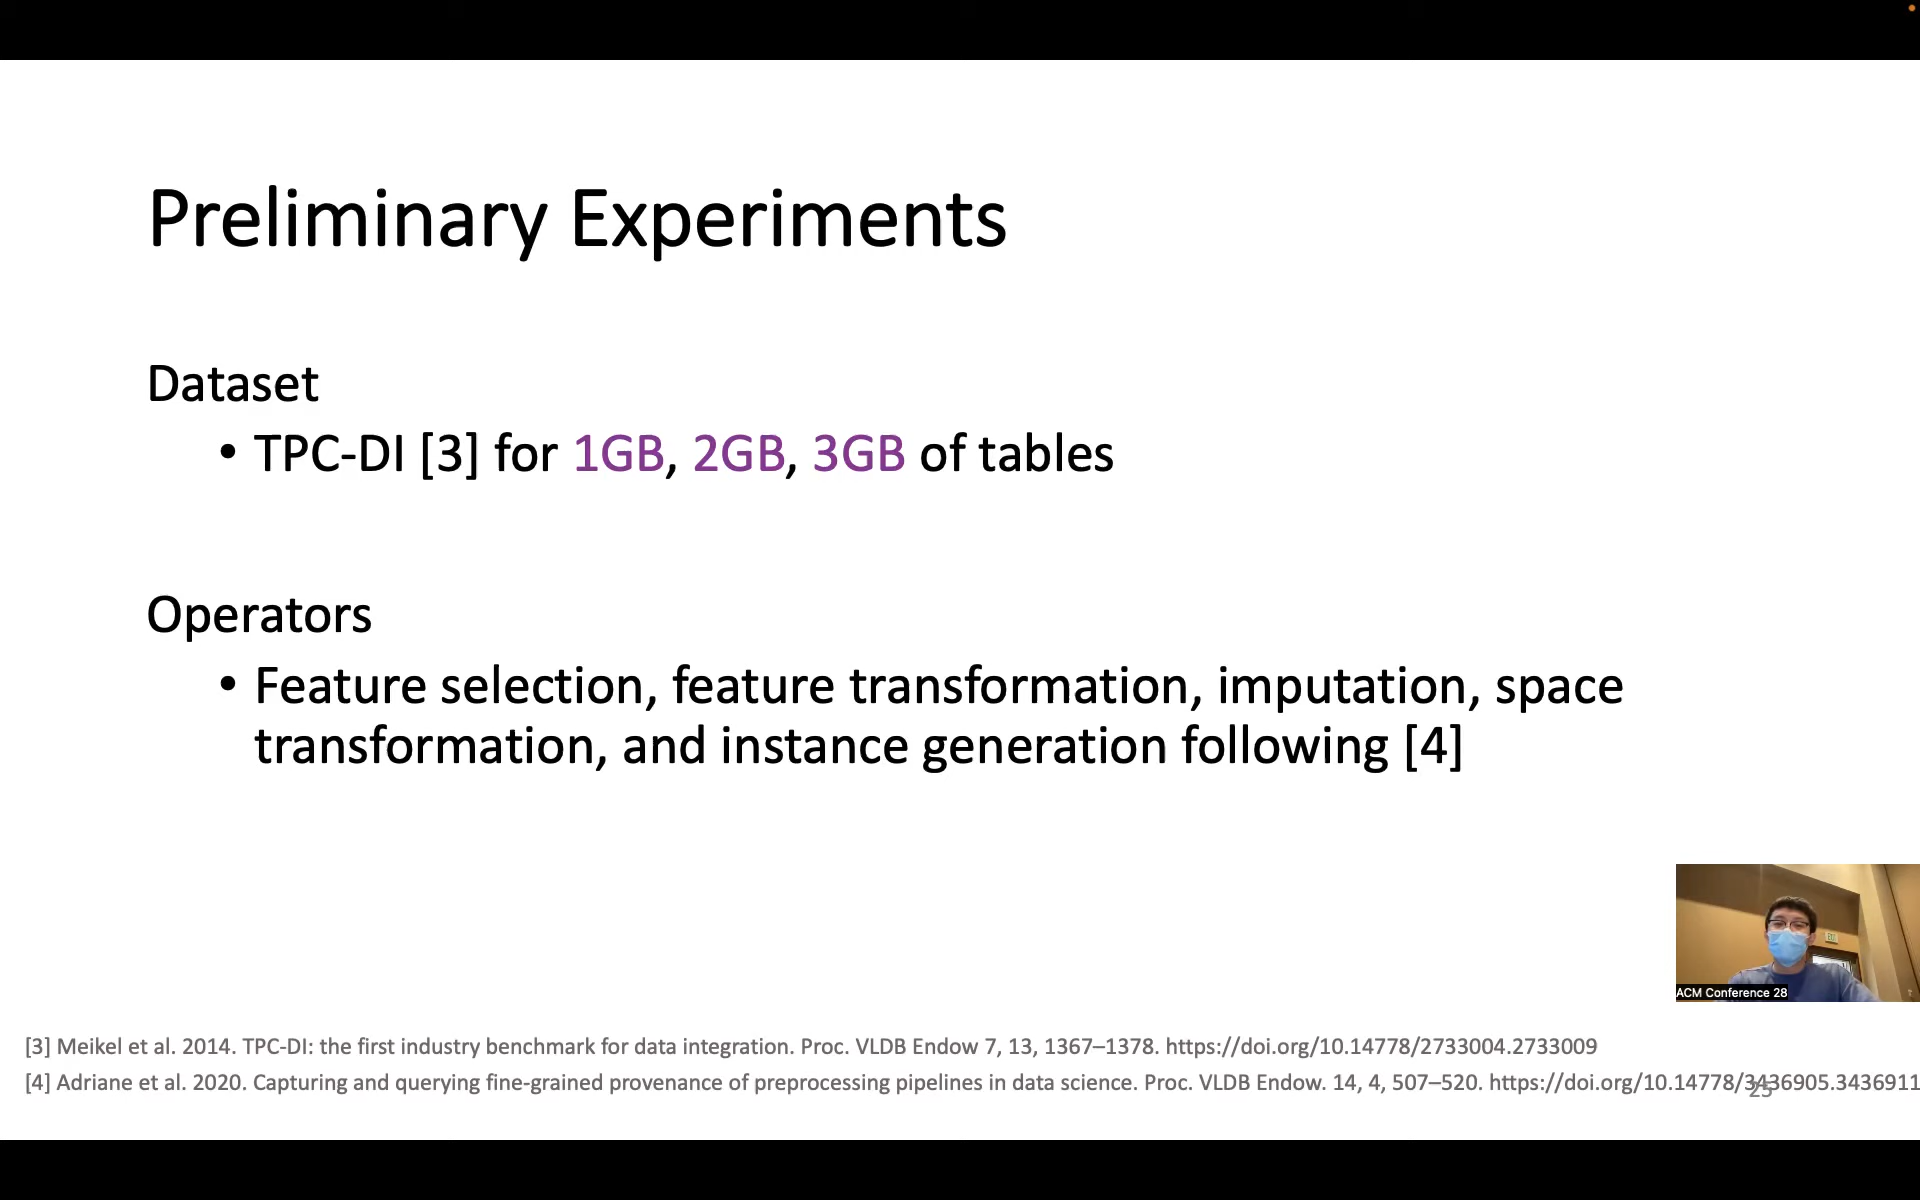 Preliminary Experiments
Dataset
• TPC-DI [3] for 1GB, 2GB, 3GB of tables
Operators
• Feature selection, feature transformation, imputation, space
transformation, and instance generation following [4]
ACM Conference 28
[3] Meikel et al. 2014. TPC-DI: the first industry benchmark for data integration. Proc. VLDB Endow 7, 13, 1367–1378. https://doi.org/10.14778/2733004.2733009
[4] Adriane et al. 2020. Capturing and querying fine-grained provenance of preprocessing pipelines in data science. Proc. VLDB Endow. 14, 4, 507–520. https://doi.org/10.14778/3436905.3436911